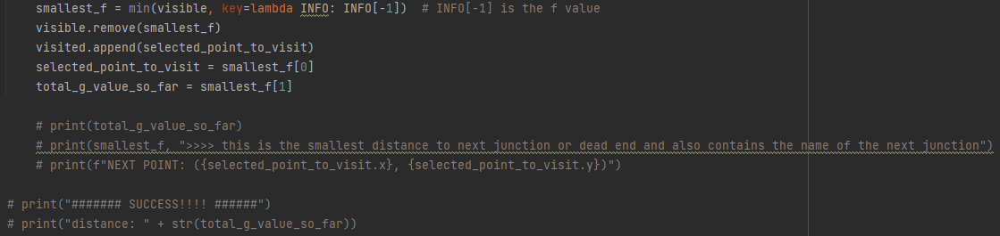 smallest_f = min(visible, key=lambda INFO: INFO[-1])  # INFO[-1] is the f value
visible.remove(smallest_f)
visited.append(selected_point_to_visit)
selected_point_to_visit = smallest_f[0]
total_g_value_so_far = smallest_f[1]
# print(total_g_value_so_far)
# print(smallest_f, ">>>> this is the smallest distance to next junction or dead end and also contains the name of the next junction")
# print(f"NEXT POINT: ({selected_point_to_visit.x}, {selected_point_to_visit.y})")
# print("####### SUCCESS!!!! ######")
# print("distance: " + str(total_g_value_so_far))